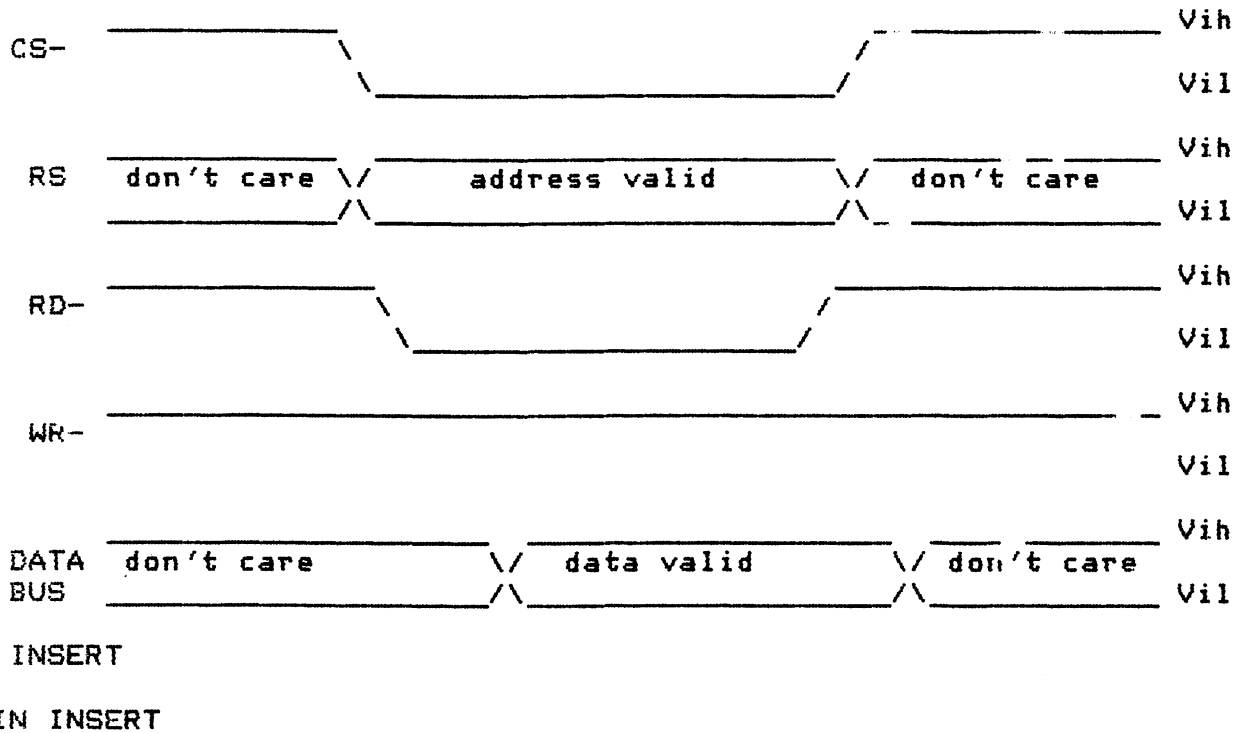 Vih
CS-
Vil
Vih
RS don't care address valid don't care
Vil
Vih
RD-
Vil
Vih
WR-
Vil
Vih
DATA don't care data valid don't care
BUS Vil
INSERT
IN INSERT